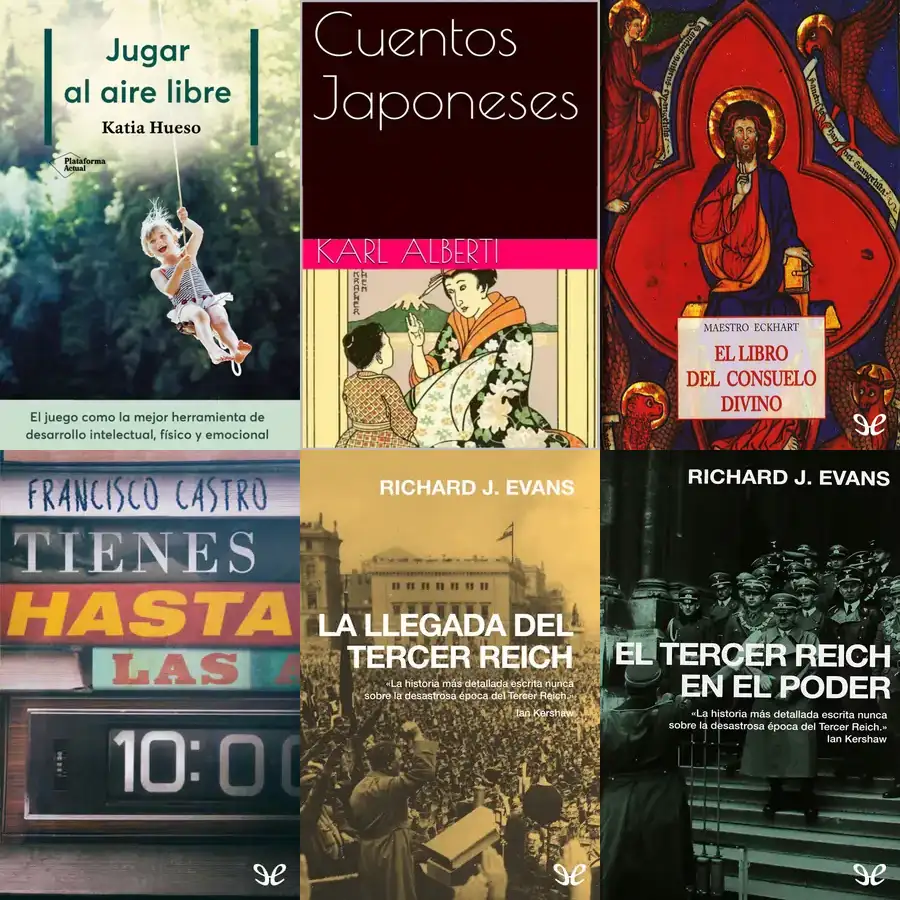 Jugar
al aire libre
Katia Hueso
Plataforma
Actual
El juego como la mejor herramienta de
desarrollo intelectual, físico y emocional
Cuentos
Japoneses
KARL ALBERTI
MAESTRO ECKHART
EL LIBRO
DEL CONSUELO
DIVINO
FRANCISCO CASTRO
TIENES
HASTA
LAS
10:0
RICHARD J. EVANS
LA LLEGADA DEL
TERCER REICH
«La historia más detallada escrita nunca
sobre la desastrosa época del Tercer Reich.»
Ian Kershaw
RICHARD J. EVANS
EL TERCER REICH
EN EL PODER
«La historia más detallada escrita nunca
sobre la desastrosa época del Tercer Reich.»
Ian Kershaw